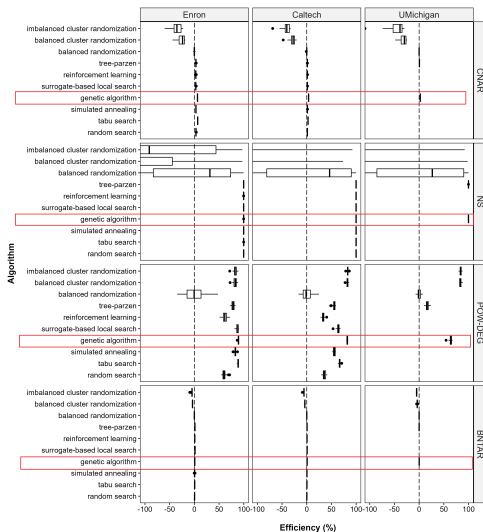 Enron Caltech UMichigan
imbalanced cluster randomization
balanced cluster randomization
balanced randomization
tree-parzen
reinforcement learning
surrogate-based local search
genetic algorithm
simulated annealing
tabu search
random search
CNAR
imbalanced cluster randomization
balanced cluster randomization
balanced randomization
tree-parzen
reinforcement learning
surrogate-based local search
genetic algorithm
simulated annealing
tabu search
random search
NS
Algorithm
imbalanced cluster randomization
balanced cluster randomization
balanced randomization
tree-parzen
reinforcement learning
surrogate-based local search
genetic algorithm
simulated annealing
tabu search
random search
POW-DEG
imbalanced cluster randomization
balanced cluster randomization
balanced randomization
tree-parzen
reinforcement learning
surrogate-based local search
genetic algorithm
simulated annealing
tabu search
random search
BNTAR
-100 -50 0 50 100 -100 -50 0 50 100 -100 -50 0 50 100
Efficiency (%)